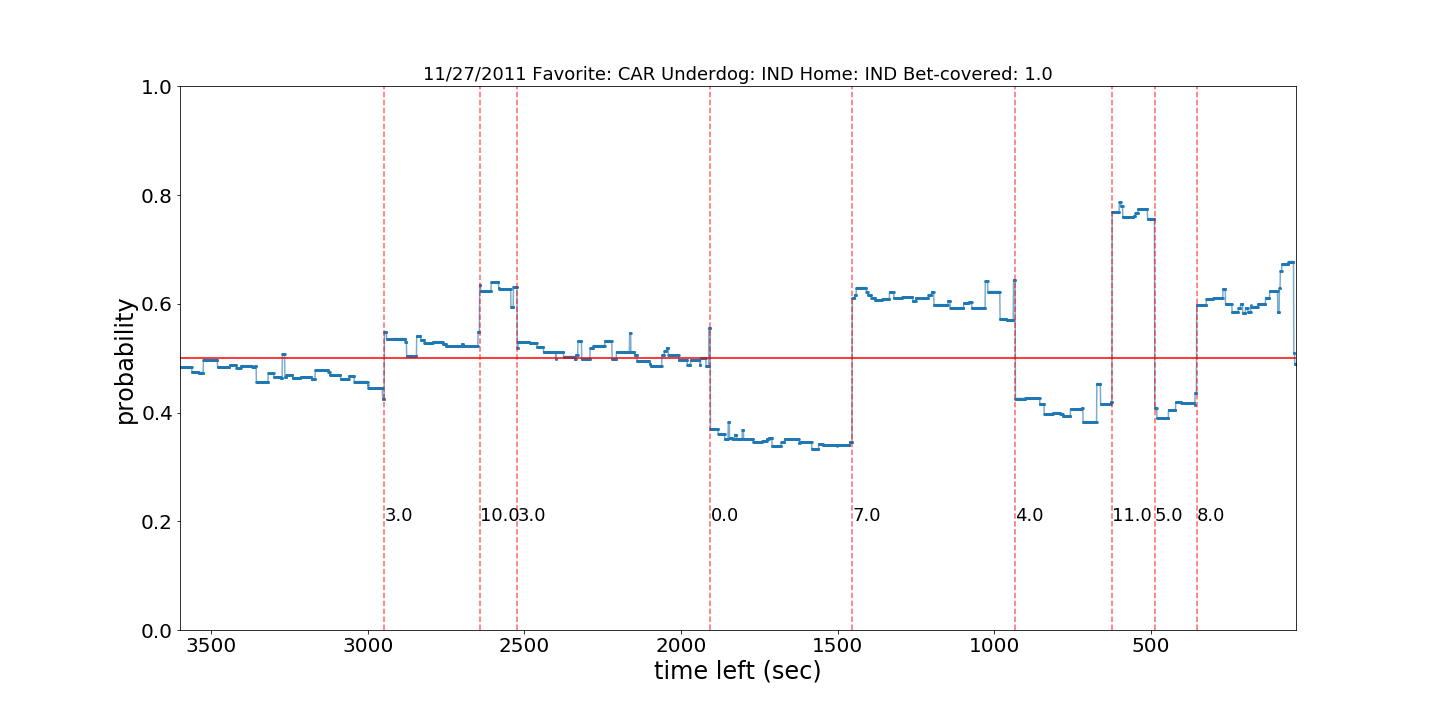 11/27/2011 Favorite: CAR Underdog: IND Home: IND Bet-covered: 1.0
1.0
0.8
0.6
0.4
0.2
0.0
probability
3.0 10.0 3.0 0.0 7.0 4.0 11.0 5.0 8.0
3500 3000 2500 2000 1500 1000 500
time left (sec)